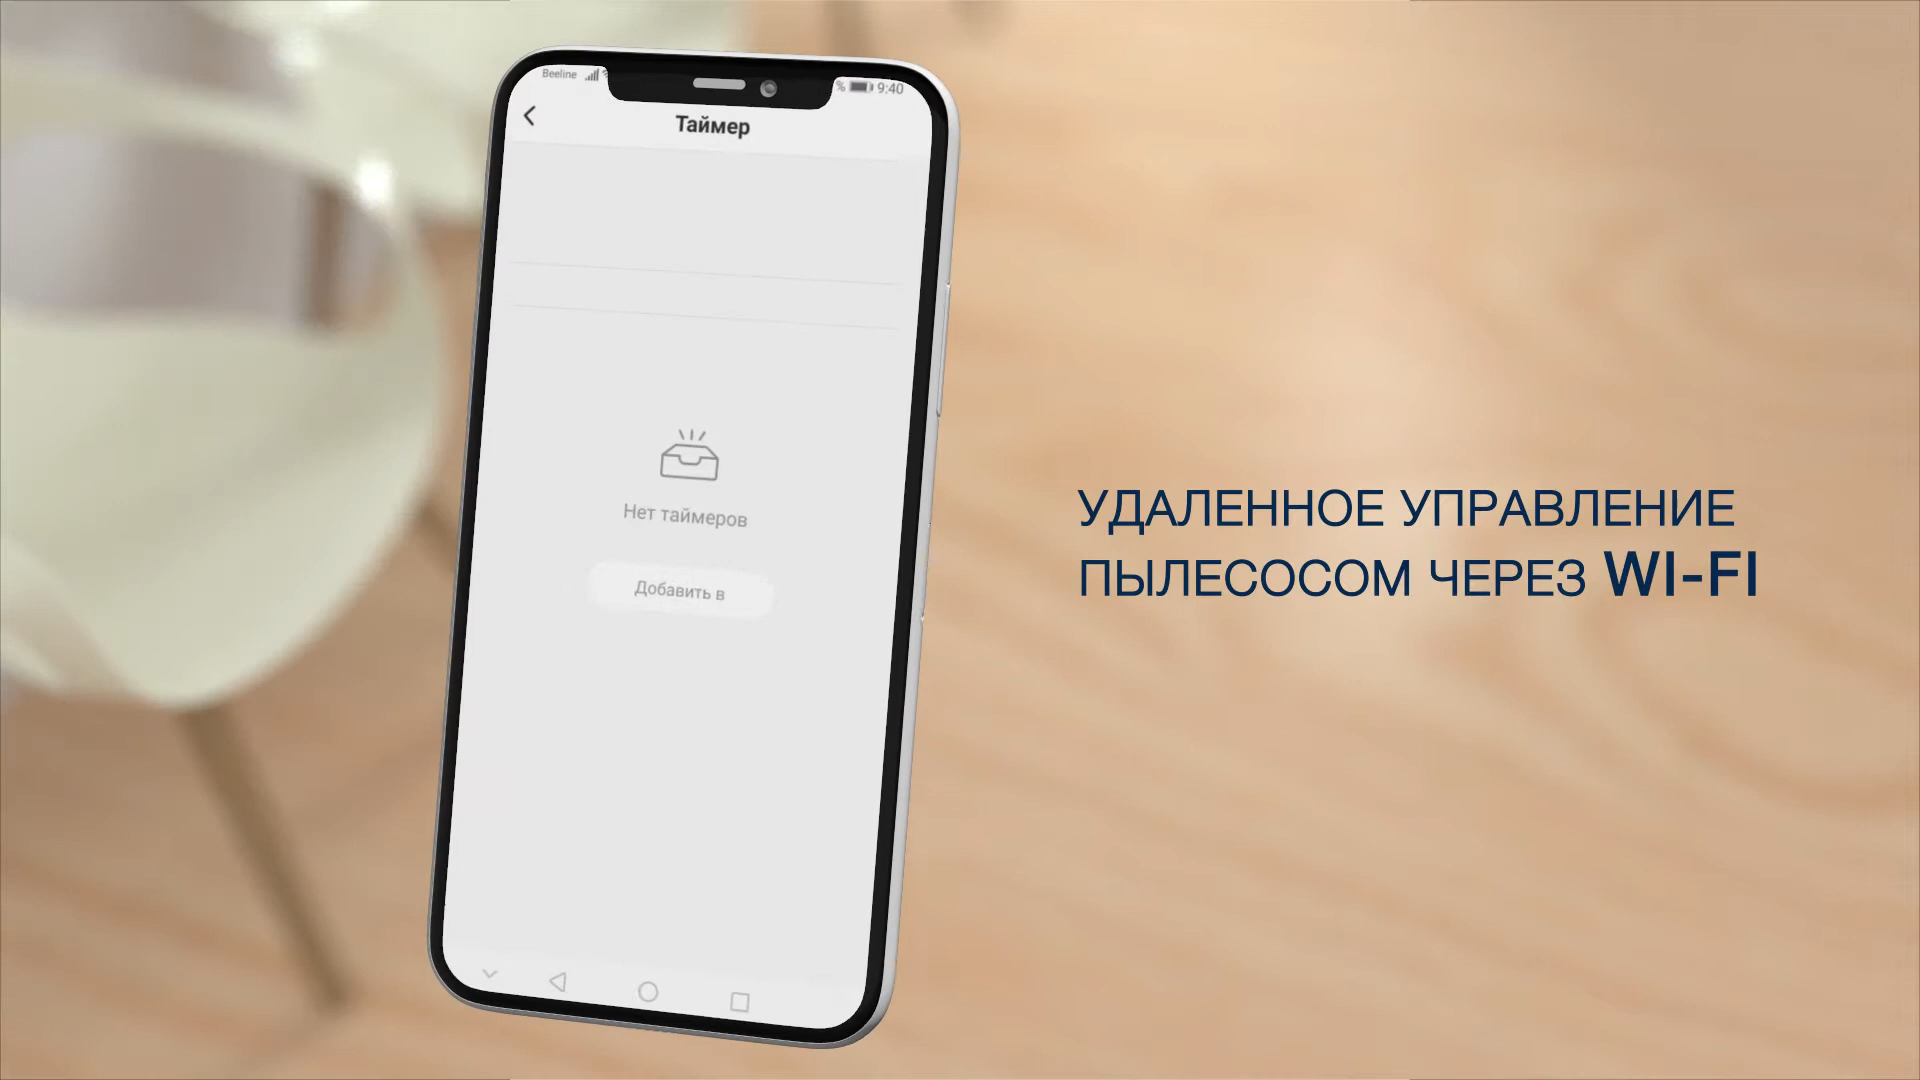 Beeline
% 9:40
Таймер
Нет таймеров
Добавить в
УДАЛЕННОЕ УПРАВЛЕНИЕ
ПЫЛЕСОСОМ ЧЕРЕЗ WI-FI